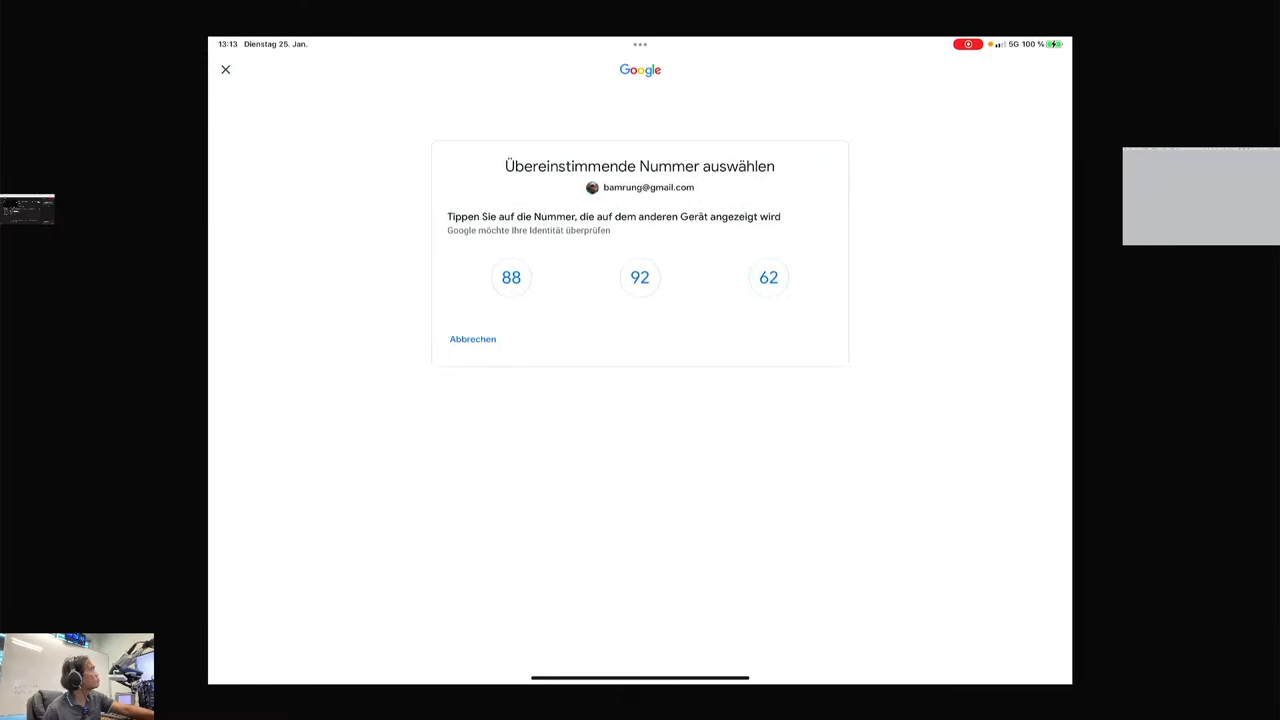 13:13 Dienstag 25. Jan.
5G 100 %
Google
Übereinstimmende Nummer auswählen
bamrung@gmail.com
Tippen Sie auf die Nummer, die auf dem anderen Gerät angezeigt wird
Google möchte Ihre Identität überprüfen
88 92 62
Abbrechen